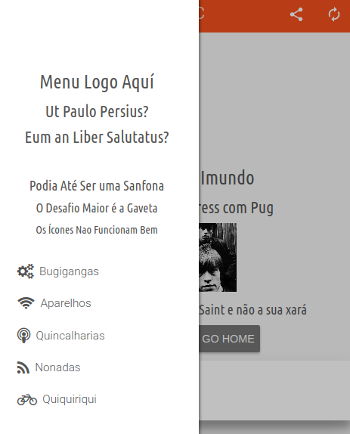 Menu Logo Aquí
Ut Paulo Persius?
Eum an Liber Salutatus?
Podia Até Ser uma Sanfona
O Desafio Maior é a Gaveta
Os Ícones Nao Funcionam Bem
Bugigangas
Aparelhos
Quincalharias
Nonadas
Quiquiriqui
Imundo
ress com Pug
Saint e não a sua xará
GO HOME